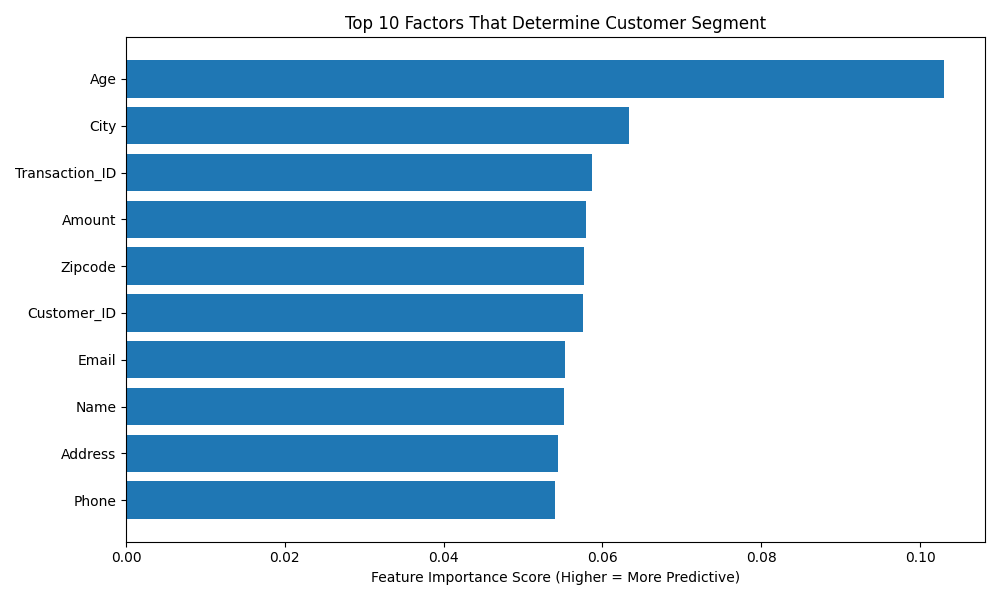 Top 10 Factors That Determine Customer Segment
Age
City
Transaction_ID
Amount
Zipcode
Customer_ID
Email
Name
Address
Phone
0.00 0.02 0.04 0.06 0.08 0.10
Feature Importance Score (Higher = More Predictive)